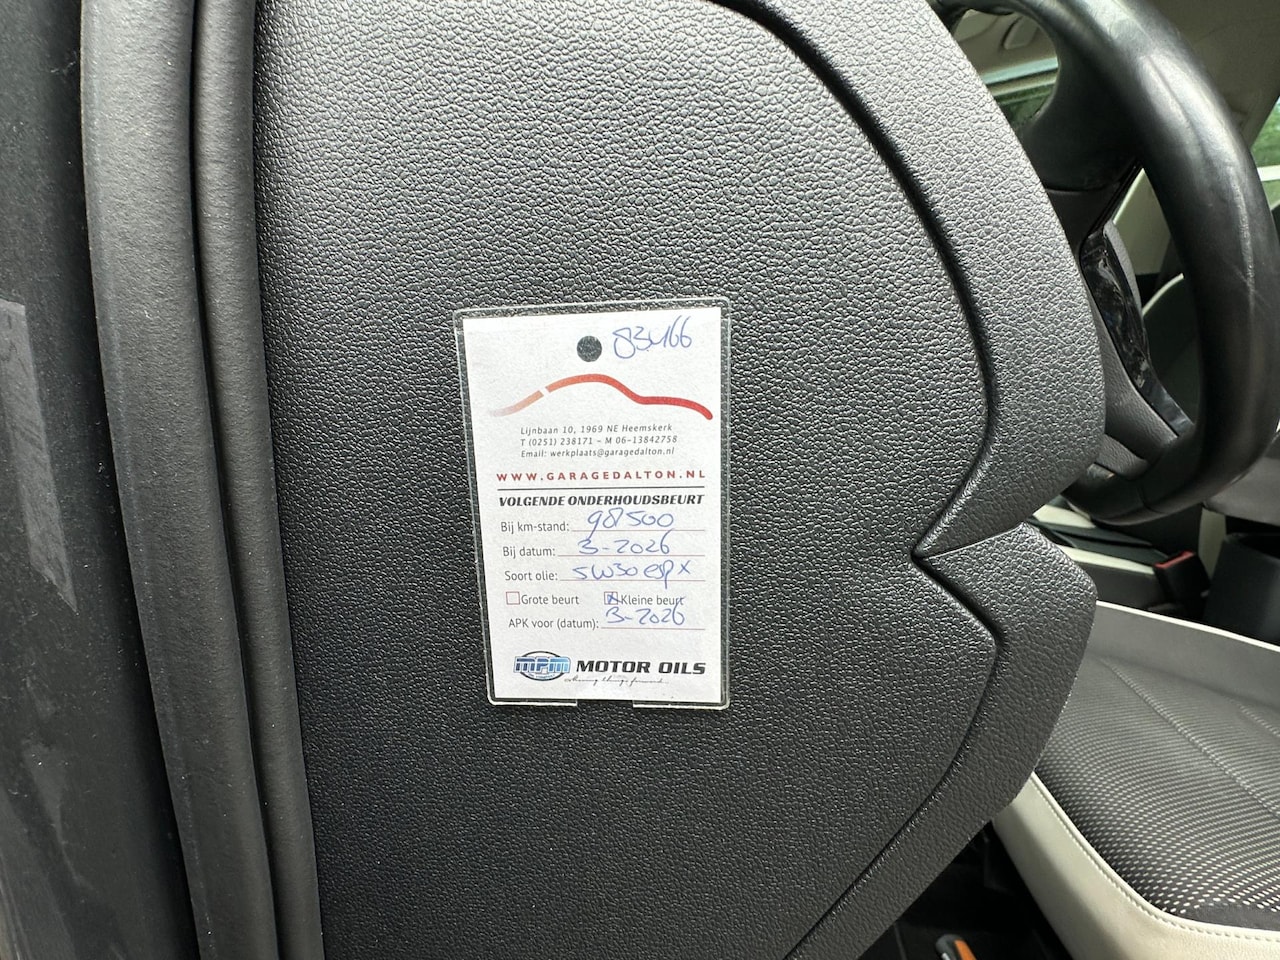 83466
Lijnbaan 10, 1969 NE Heemskerk
T (0251) 238171 - M 06-13842758
Email: werkplaats@garagedalton.nl
WWW.GARAGEDALTON.NL
VOLGENDE ONDERHOUDSBEURT
Bij km-stand: 98500
Bij datum: 3-2026
Soort olie: 5W30 esp x
Grote beurt Kleine beurt
APK voor (datum): 3-2026
mpm MOTOR OILS